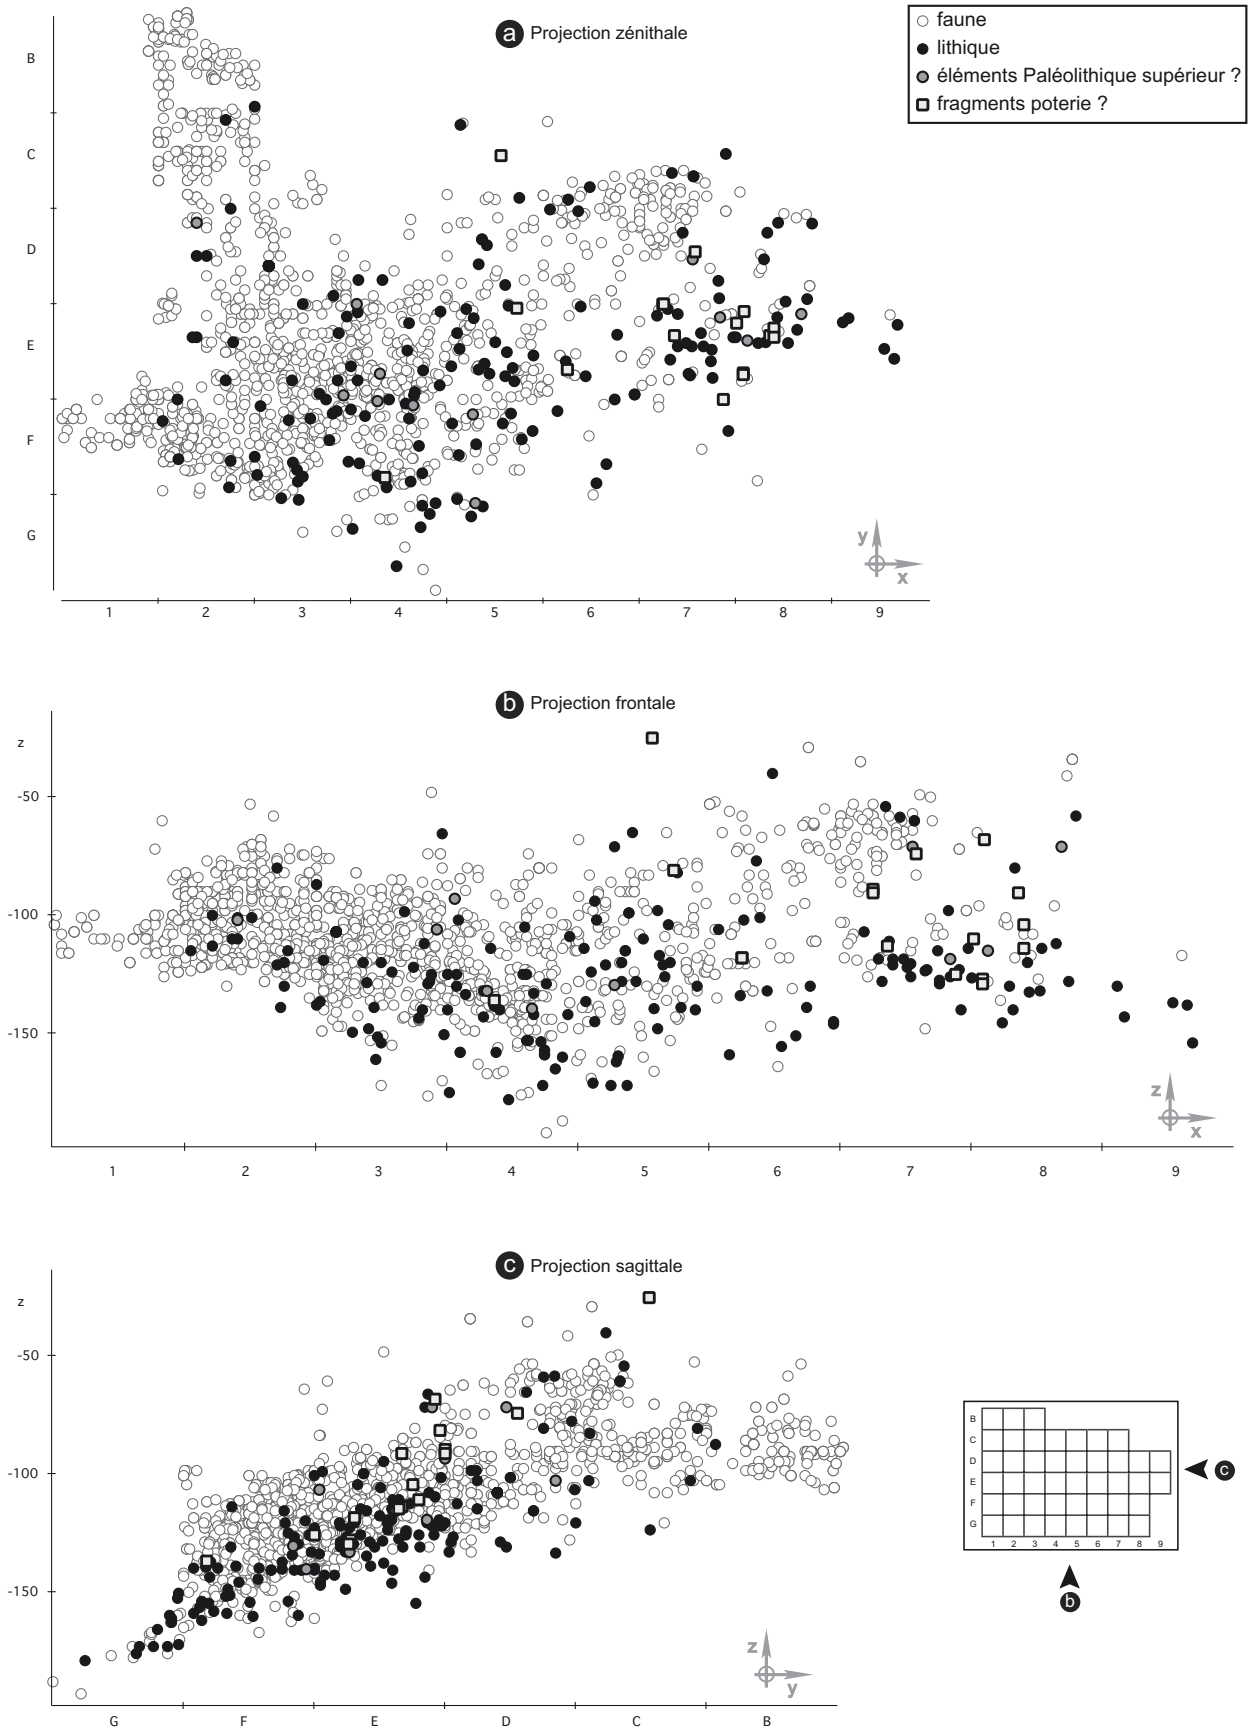 a Projection zénithale
faune
lithique
éléments Paléolithique supérieur ?
fragments poterie ?
B
C
D
E
F
G
y
x
1 2 3 4 5 6 7 8 9
b Projection frontale
z
-50
-100
-150
z
x
1 2 3 4 5 6 7 8 9
c Projection sagittale
z
-50
-100
-150
z
y
G F E D C B
B
C
D
E
F
G
1 2 3 4 5 6 7 8 9
c
b